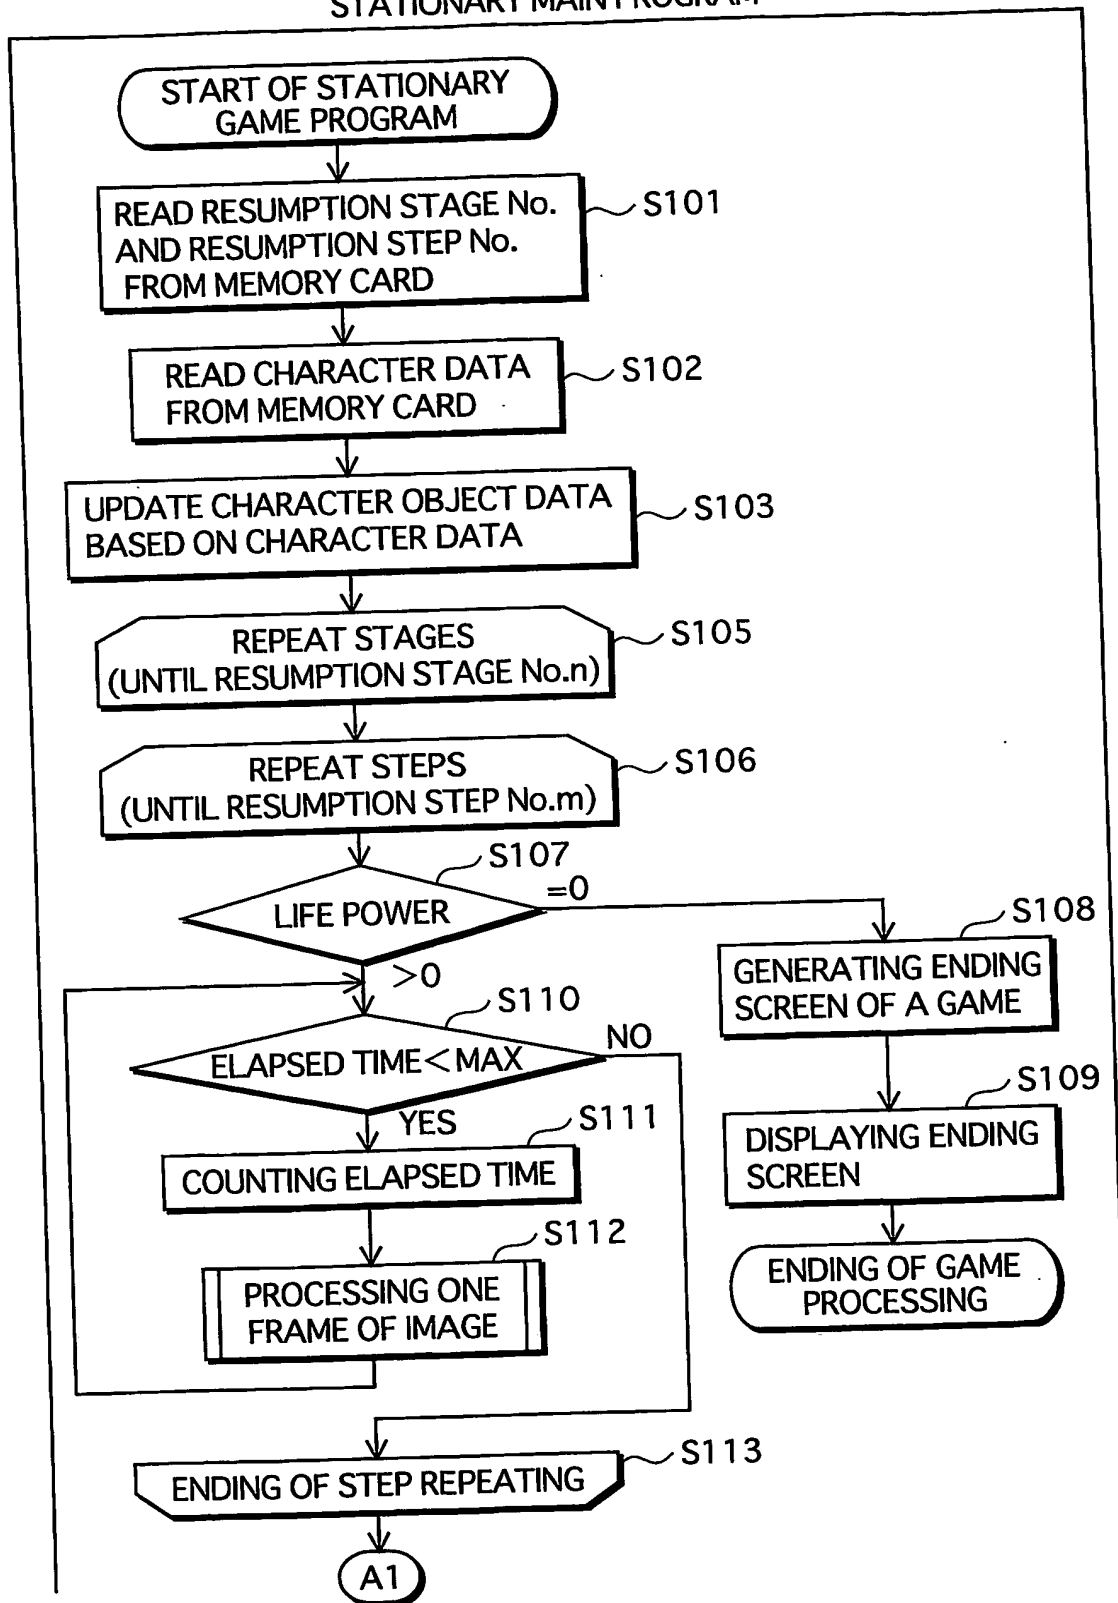 STATIONARY MAIN PROGRAM
START OF STATIONARY
GAME PROGRAM
READ RESUMPTION STAGE No.
AND RESUMPTION STEP No.
FROM MEMORY CARD
S101
READ CHARACTER DATA
FROM MEMORY CARD
S102
UPDATE CHARACTER OBJECT DATA
BASED ON CHARACTER DATA
S103
REPEAT STAGES
(UNTIL RESUMPTION STAGE No.n)
S105
REPEAT STEPS
(UNTIL RESUMPTION STEP No.m)
S106
S107
LIFE POWER
=0
>0
S108
GENERATING ENDING
SCREEN OF A GAME
S110
ELAPSED TIME<MAX
NO
YES
S109
DISPLAYING ENDING
SCREEN
S111
COUNTING ELAPSED TIME
S112
PROCESSING ONE
FRAME OF IMAGE
ENDING OF GAME
PROCESSING
S113
ENDING OF STEP REPEATING
A1